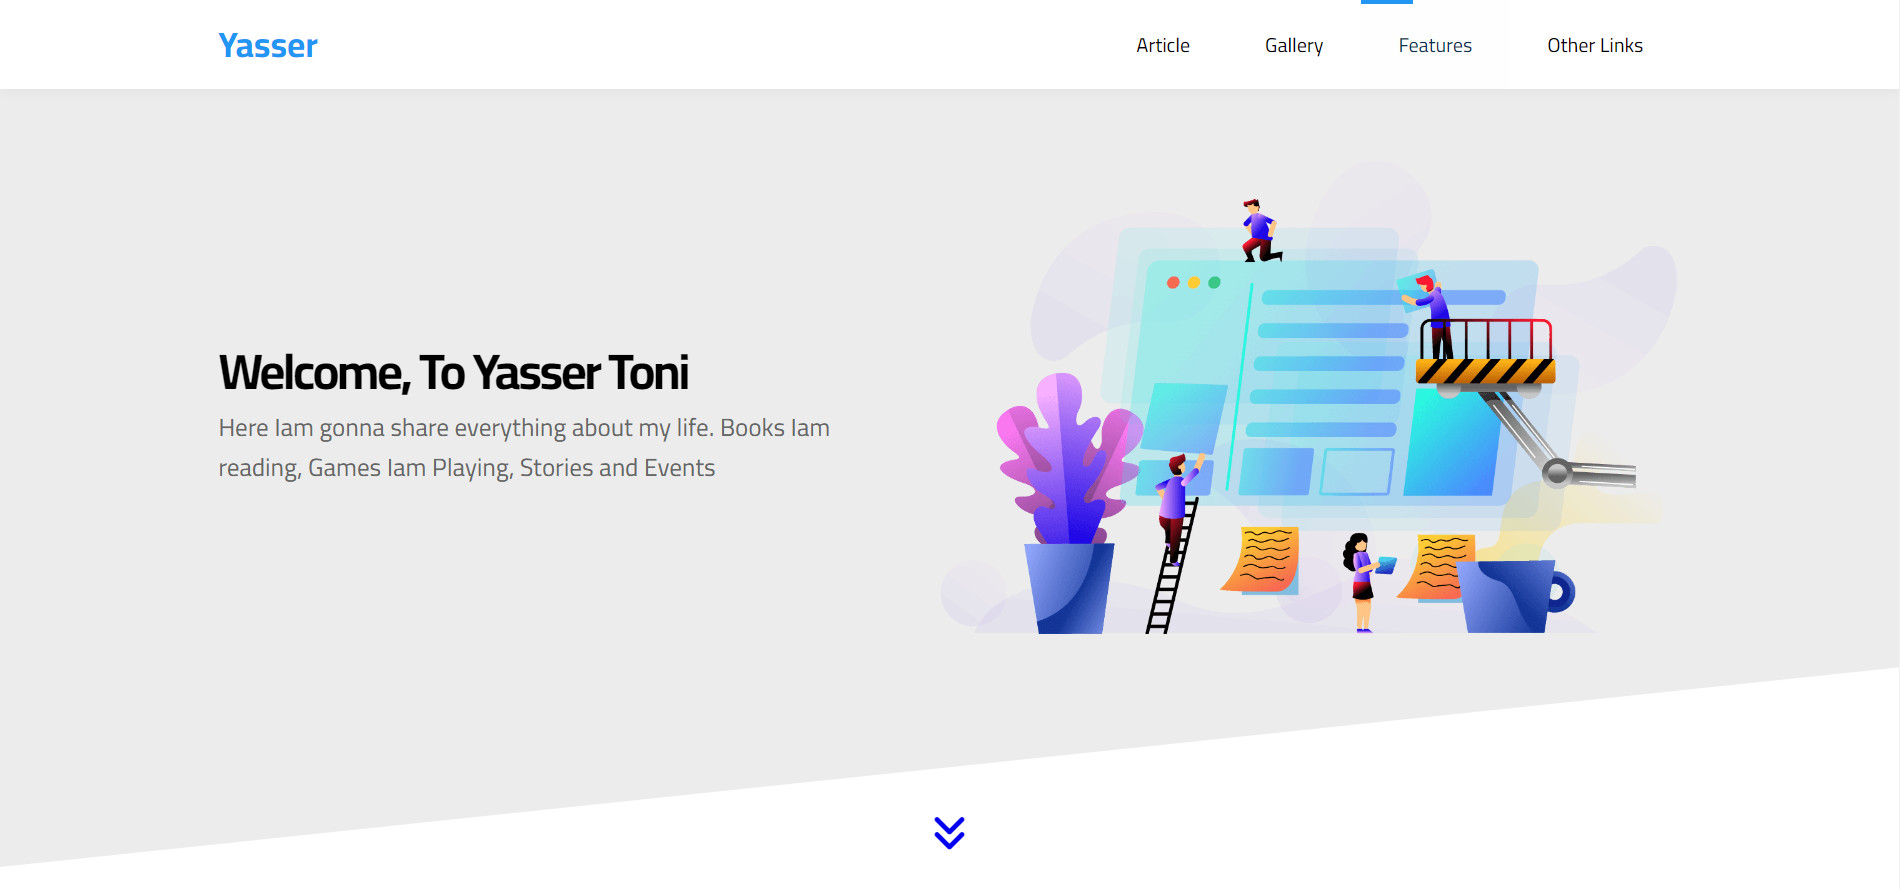 Yasser
Article
Gallery
Features
Other Links
Welcome, To Yasser Toni
Here Iam gonna share everything about my life. Books Iam
reading, Games Iam Playing, Stories and Events